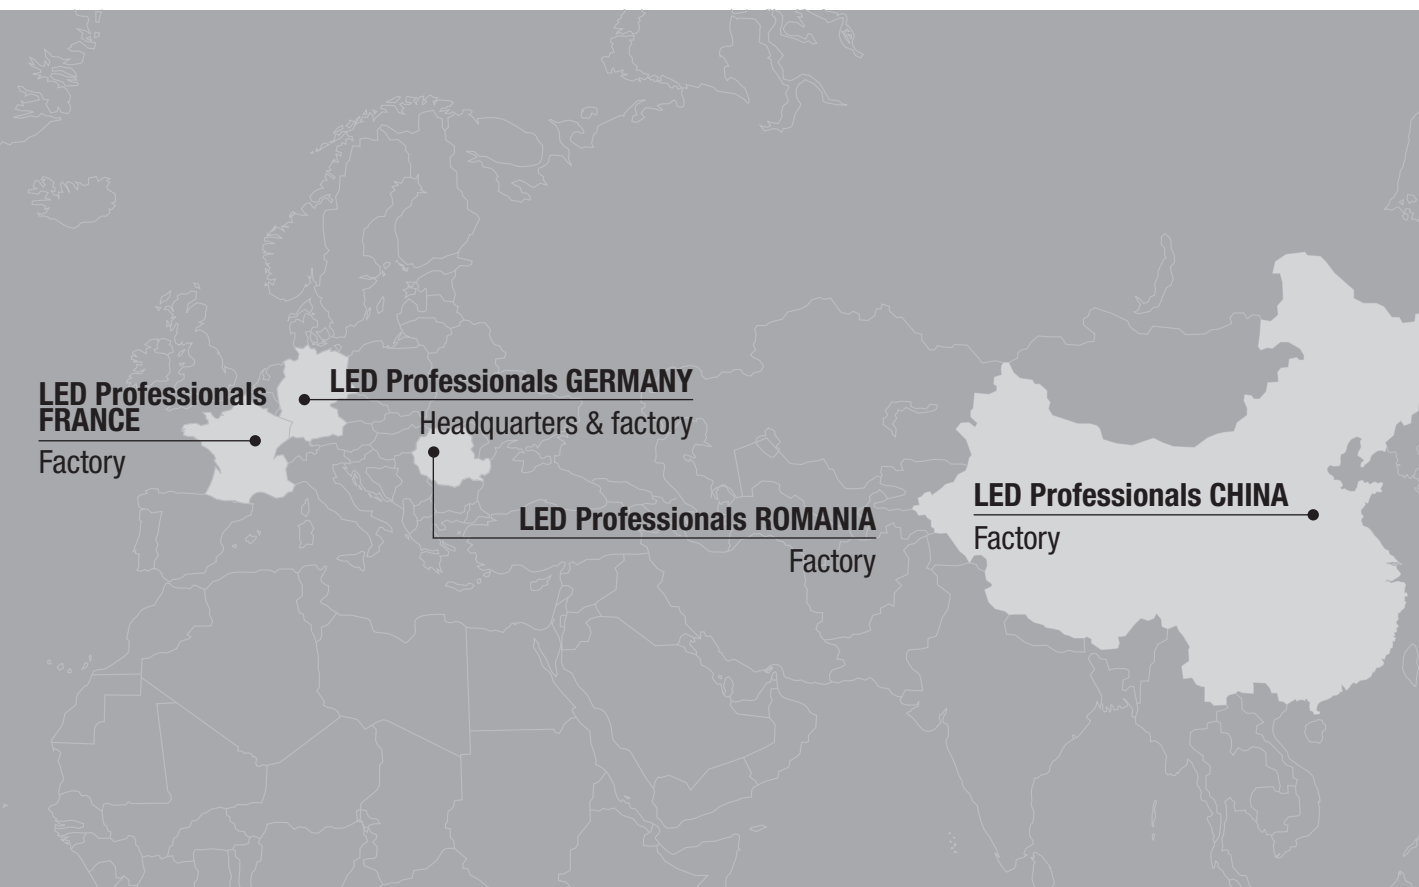 LED Professionals
FRANCE
Factory
LED Professionals GERMANY
Headquarters & factory
LED Professionals ROMANIA
Factory
LED Professionals CHINA
Factory